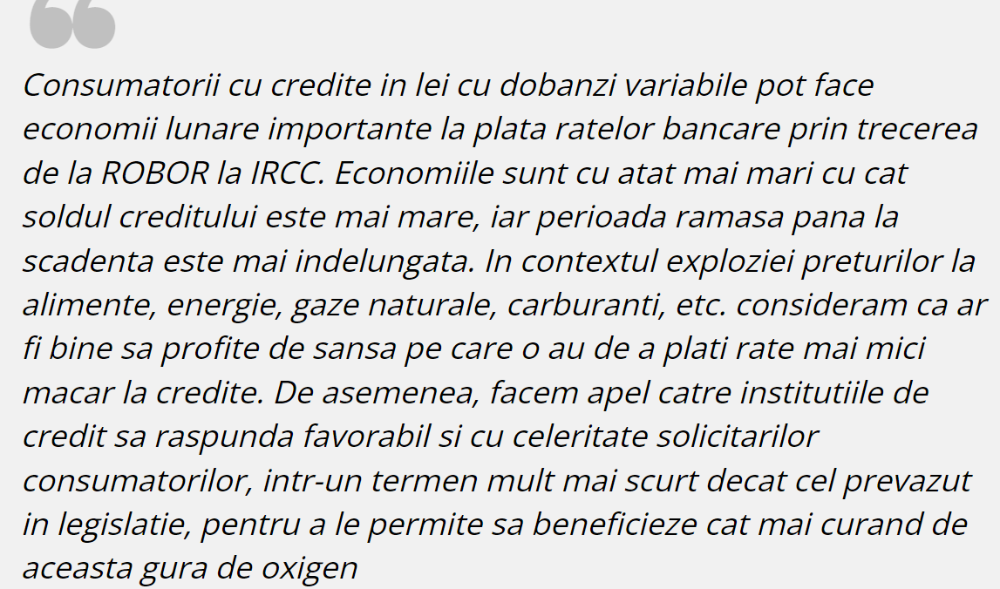 Consumatorii cu credite in lei cu dobanzi variabile pot face
economii lunare importante la plata ratelor bancare prin trecerea
de la ROBOR la IRCC. Economiile sunt cu atat mai mari cu cat
soldul creditului este mai mare, iar perioada ramasa pana la
scadenta este mai indelungata. In contextul exploziei preturilor la
alimente, energie, gaze naturale, carburanti, etc. consideram ca ar
fi bine sa profite de sansa pe care o au de a plati rate mai mici
macar la credite. De asemenea, facem apel catre institutiile de
credit sa raspunda favorabil si cu celeritate solicitarilor
consumatorilor, intr-un termen mult mai scurt decat cel prevazut
in legislatie, pentru a le permite sa beneficieze cat mai curand de
aceasta gura de oxigen